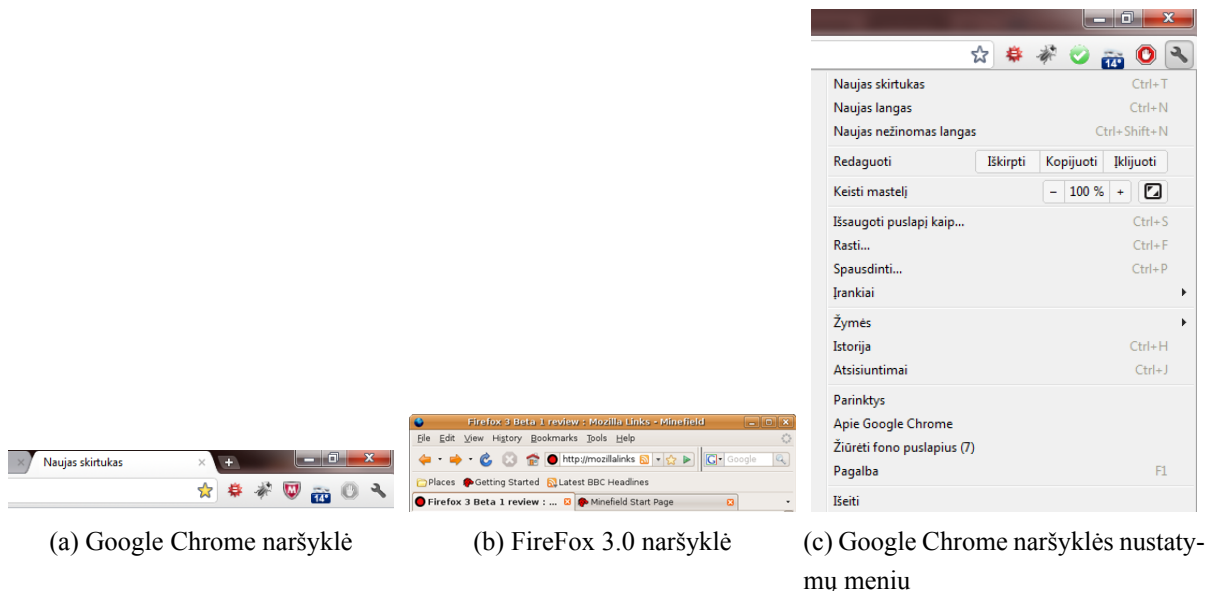 Naujas skirtukas
14°
(a) Google Chrome naršyklė
Firefox 3 Beta 1 review : Mozilla Links - Minefield
File Edit View History Bookmarks Tools Help
http://mozillalinks
Google
Places Getting Started Latest BBC Headlines
Firefox 3 Beta 1 review : ... Minefield Start Page
(b) FireFox 3.0 naršyklė
14°
Naujas skirtukas Ctrl+T
Naujas langas Ctrl+N
Naujas nežinomas langas Ctrl+Shift+N
Redaguoti Iškirpti Kopijuoti Įklijuoti
Keisti mastelį - 100 % +
Išsaugoti puslapį kaip... Ctrl+S
Rasti... Ctrl+F
Spausdinti... Ctrl+P
Įrankiai
Žymės
Istorija Ctrl+H
Atsisiuntimai Ctrl+J
Parinktys
Apie Google Chrome
Žiūrėti fono puslapius (7)
Pagalba F1
Išeiti
(c) Google Chrome naršyklės nustaty-
mų meniu